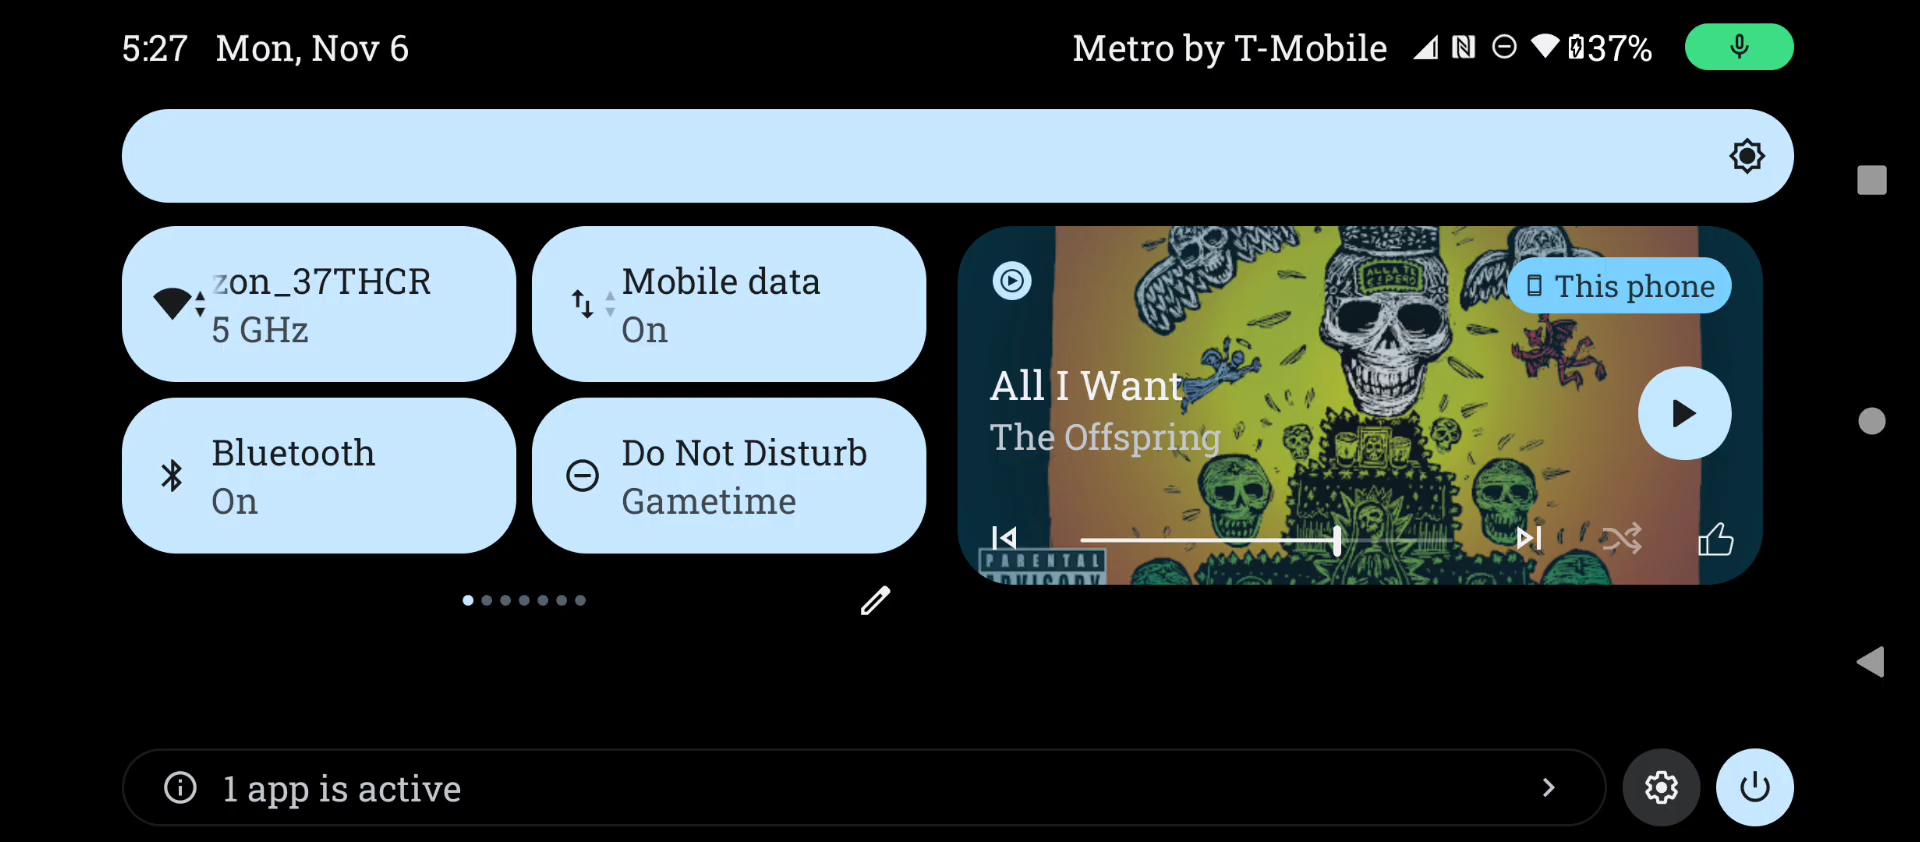 5:27 Mon, Nov 6
Metro by T-Mobile 37%
zon_37THCR
5 GHz
Mobile data
On
Bluetooth
On
Do Not Disturb
Gametime
This phone
All I Want
The Offspring
PARENTAL
ADVISORY
1 app is active